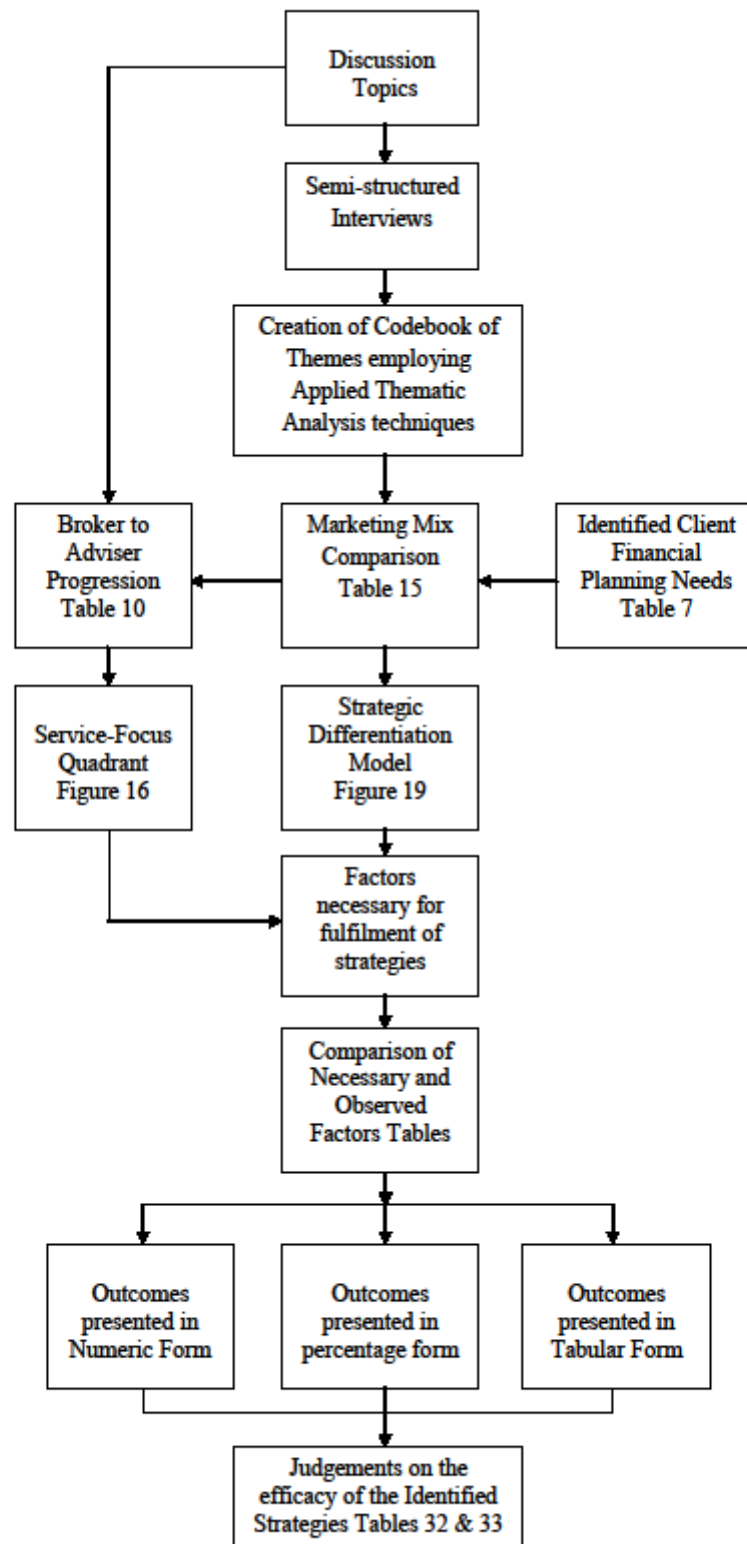 Discussion
Topics
Semi-structured
Interviews
Creation of Codebook of
Themes employing
Applied Thematic
Analysis techniques
Broker to
Adviser
Progression
Table 10
Marketing Mix
Comparison
Table 15
Identified Client
Financial
Planning Needs
Table 7
Service-Focus
Quadrant
Figure 16
Strategic
Differentiation
Model
Figure 19
Factors
necessary for
fulfilment of
strategies
Comparison of
Necessary and
Observed
Factors Tables
Outcomes
presented in
Numeric Form
Outcomes
presented in
percentage form
Outcomes
presented in
Tabular Form
Judgements on the
efficacy of the Identified
Strategies Tables 32 & 33